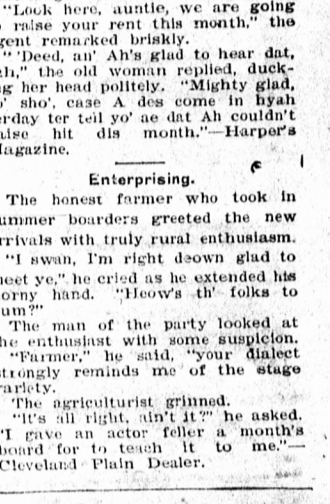 "Look here, auntie, we are going
raise your rent this month," the
gent remarked briskly.
"'Deed, an' Ah's glad to hear dat,
ah," the old woman replied, duck-
ng her head politely. "Mighty glad,
o' sho', case A des come in hyah
erday ter teil yo' ae dat Ah couldn't
aise hit dis month."—Harper's
Magazine.
Enterprising.
The honest farmer who took in
ummer boarders greeted the new
rrivals with truly rural enthusiasm.
"I swan, I'm right deown glad to
neet ye," he cried as he extended his
orny hand. "Heow's th' folks to
um?"
The man of the party looked at
he enthusiast with some suspicion.
"Farmer," he said, "your dialect
strongly reminds me of the stage
variety.
The agriculturist grinned.
"It's all right, ain't it?" he asked.
"I gave an actor feller a month's
board for to teach it to me."—
Cleveland Plain Dealer.